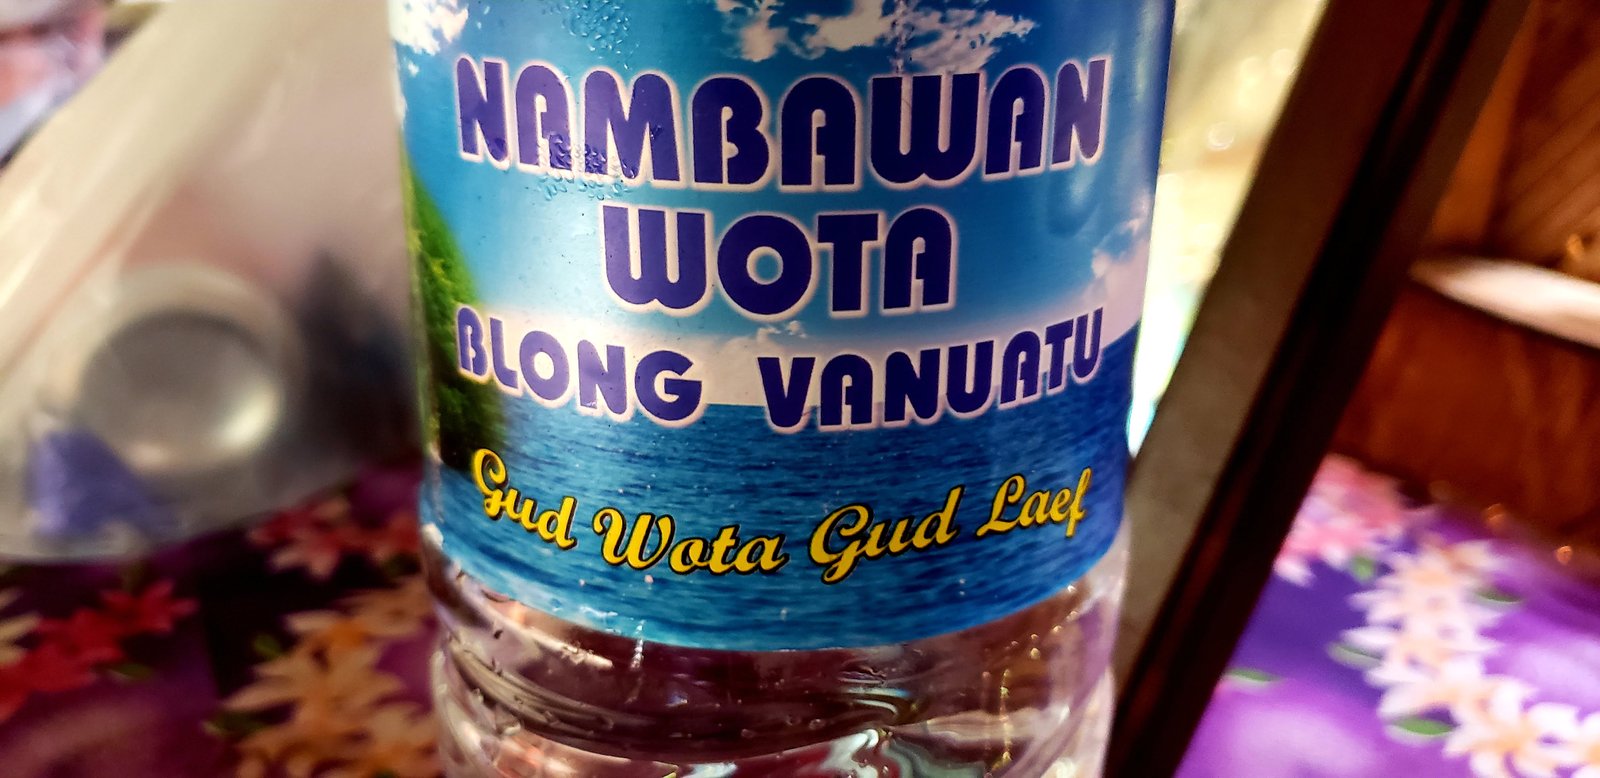 NAMBAWAN
WOTA
BLONG VANUATU
Gud Wota Gud Laef